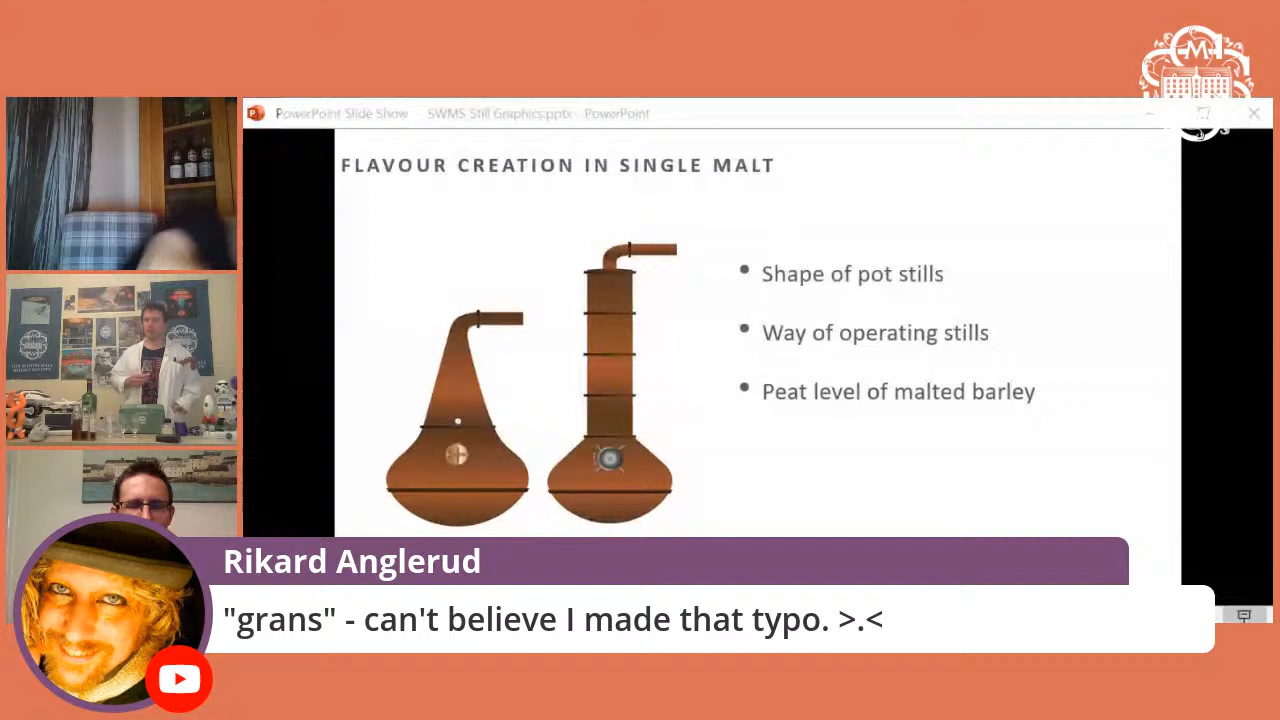 M
PowerPoint Slide Show SWMS Still Graphics.pptx - PowerPoint
FLAVOUR CREATION IN SINGLE MALT
• Shape of pot stills
• Way of operating stills
• Peat level of malted barley
Rikard Anglerud
"grans" - can't believe I made that typo. >.<